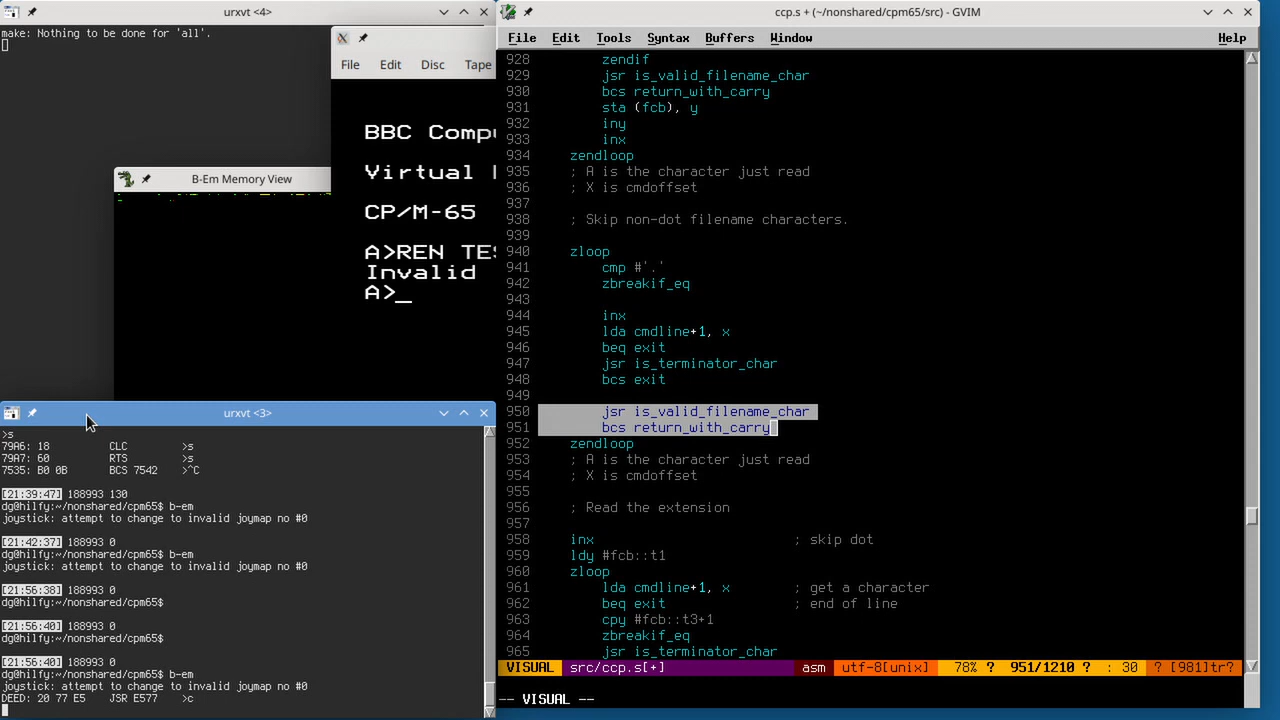 urxvt <4>
make: Nothing to be done for 'all'.
File Edit Disc Tape
BBC Comp
Virtual
CP/M-65
A>REN TES
Invalid
A>_
B-Em Memory View
urxvt <3>
>s
79A6: 18 CLC >s
79A7: 60 RTS >s
7535: B0 0B BCS 7542 >^C
[21:39:47] 188993 130
dg@hilfy:~/nonshared/cpm65$ b-em
joystick: attempt to change to invalid joymap no #0
[21:42:37] 188993 0
dg@hilfy:~/nonshared/cpm65$ b-em
joystick: attempt to change to invalid joymap no #0
[21:56:38] 188993 0
dg@hilfy:~/nonshared/cpm65$
[21:56:40] 188993 0
dg@hilfy:~/nonshared/cpm65$
[21:56:40] 188993 0
dg@hilfy:~/nonshared/cpm65$ b-em
joystick: attempt to change to invalid joymap no #0
DEED: 20 77 E5 JSR E577 >c
ccp.s + (~/nonshared/cpm65/src) - GVIM
File Edit Tools Syntax Buffers Window Help
928 zendif
929 jsr is_valid_filename_char
930 bcs return_with_carry
931 sta (fcb), y
932 iny
933 inx
934 zendloop
935 ; A is the character just read
936 ; X is cmdoffset
937
938 ; Skip non-dot filename characters.
939
940 zloop
941 cmp #'.'
942 zbreakif_eq
943
944 inx
945 lda cmdline+1, x
946 beq exit
947 jsr is_terminator_char
948 bcs exit
949
950 jsr is_valid_filename_char
951 bcs return_with_carry
952 zendloop
953 ; A is the character just read
954 ; X is cmdoffset
955
956 ; Read the extension
957
958 inx ; skip dot
959 ldy #fcb::t1
960 zloop
961 lda cmdline+1, x ; get a character
962 beq exit ; end of line
963 cpy #fcb::t3+1
964 zbreakif_eq
965 jsr is_terminator_char
VISUAL src/ccp.s[+] asm utf-8[unix] 78% ? 951/1210 ? : 30 ? [981]tr?
-- VISUAL --